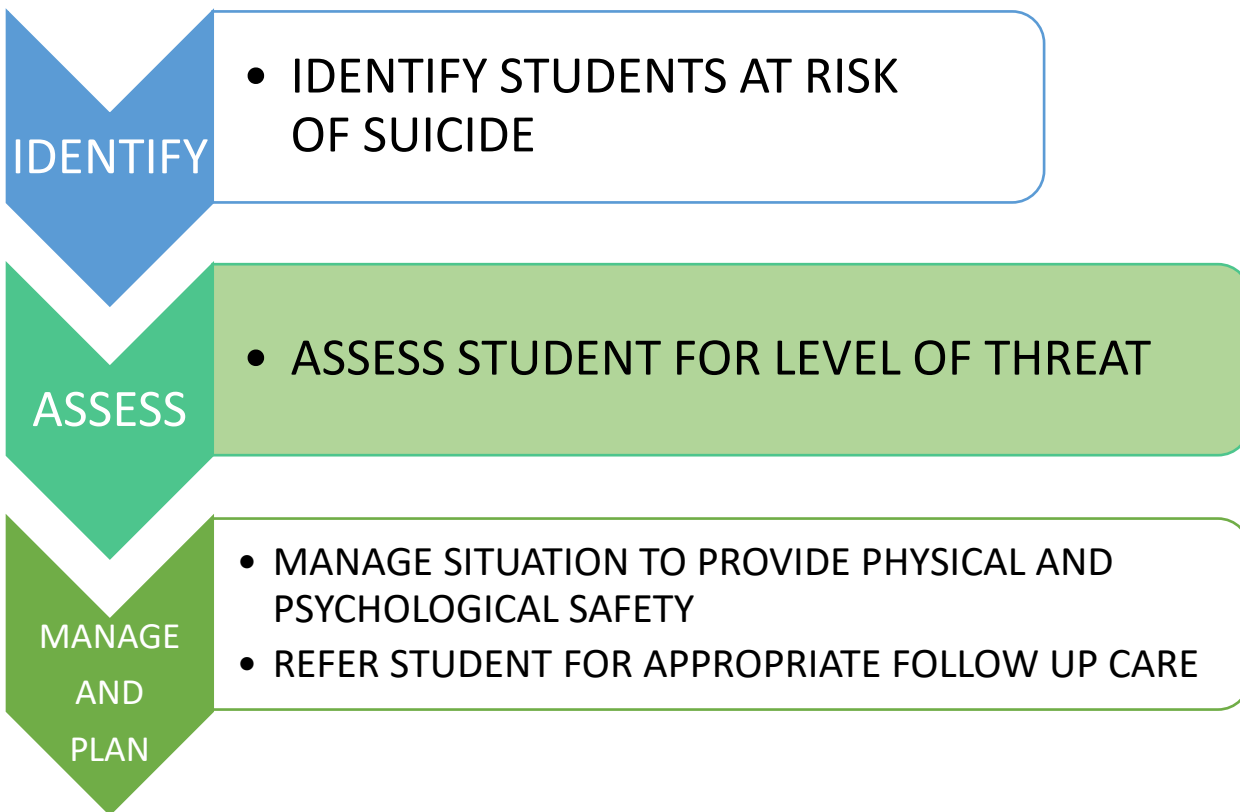 IDENTIFY
• IDENTIFY STUDENTS AT RISK
OF SUICIDE
ASSESS
• ASSESS STUDENT FOR LEVEL OF THREAT
MANAGE
AND
PLAN
• MANAGE SITUATION TO PROVIDE PHYSICAL AND
PSYCHOLOGICAL SAFETY
• REFER STUDENT FOR APPROPRIATE FOLLOW UP CARE